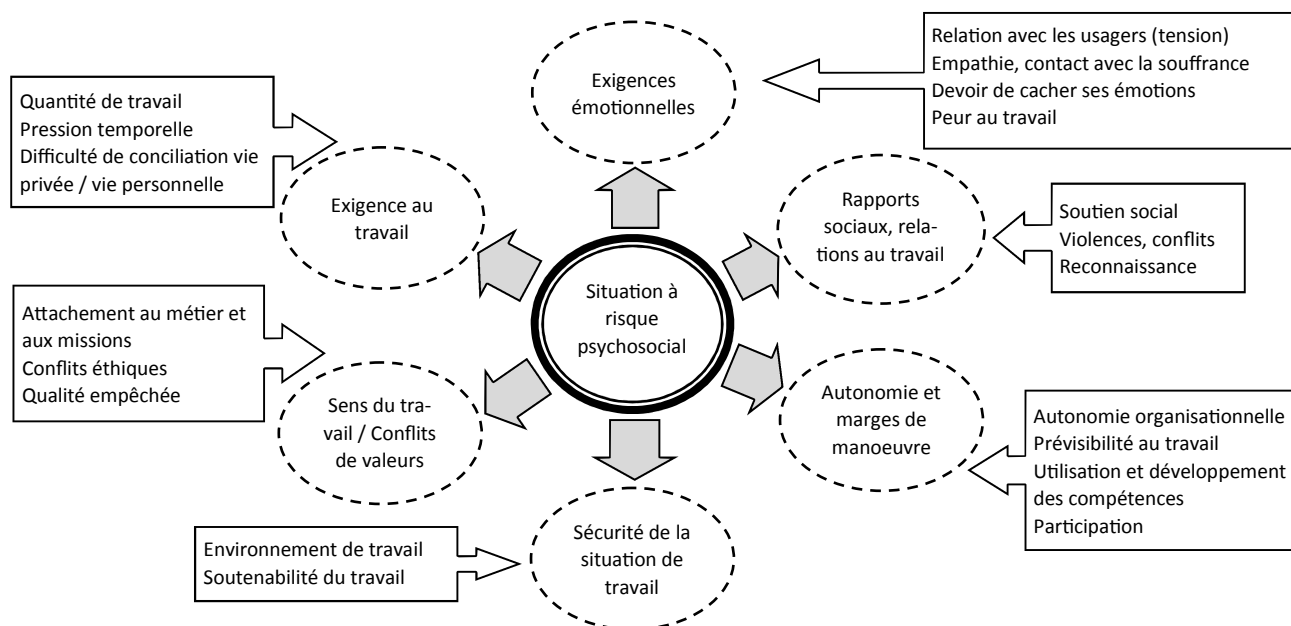 Relation avec les usagers (tension)
Empathie, contact avec la souffrance
Devoir de cacher ses émotions
Peur au travail
Exigences
émotionnelles
Quantité de travail
Pression temporelle
Difficulté de conciliation vie
privée / vie personnelle
Exigence au
travail
Rapports
sociaux, rela-
tions au travail
Soutien social
Violences, conflits
Reconnaissance
Situation à
risque
psychosocial
Attachement au métier et
aux missions
Conflits éthiques
Qualité empêchée
Sens du tra-
vail / Conflits
de valeurs
Autonomie et
marges de
manoeuvre
Autonomie organisationnelle
Prévisibilité au travail
Utilisation et développement
des compétences
Participation
Environnement de travail
Soutenabilité du travail
Sécurité de la
situation de
travail